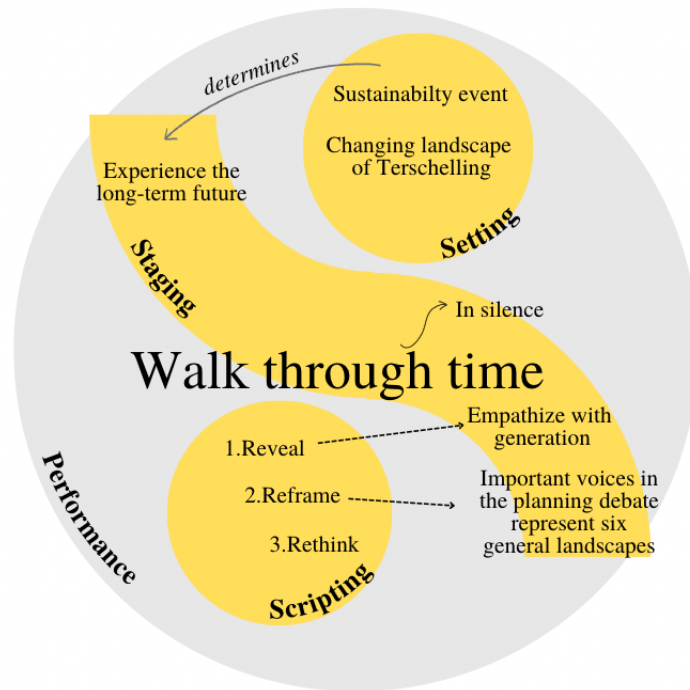 determines
Sustainabilty event
Changing landscape
of Terschelling
Setting
Experience the
long-term future
Staging
In silence
Walk through time
Empathize with
generation
1.Reveal
2.Reframe
3.Rethink
Scripting
Important voices in
the planning debate
represent six
general landscapes
Performance